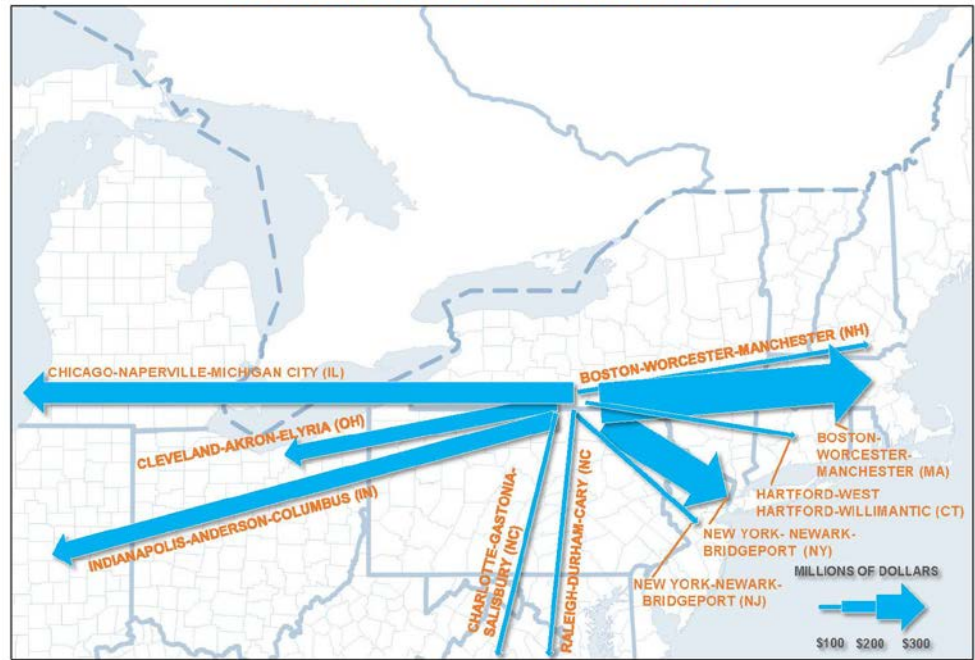 BOSTON-WORCESTER-MANCHESTER (NH)
CHICAGO-NAPERVILLE-MICHIGAN CITY (IL)
CLEVELAND-AKRON-ELYRIA (OH)
BOSTON-
WORCESTER-
MANCHESTER (MA)
INDIANAPOLIS-ANDERSON-COLUMBUS (IN)
HARTFORD-WEST
HARTFORD-WILLIMANTIC (CT)
CHARLOTTE-GASTONIA-
SALISBURY (NC)
RALEIGH-DURHAM-CARY (NC
NEW YORK- NEWARK-
BRIDGEPORT (NY)
NEW YORK-NEWARK-
BRIDGEPORT (NJ)
MILLIONS OF DOLLARS
$100 $200 $300